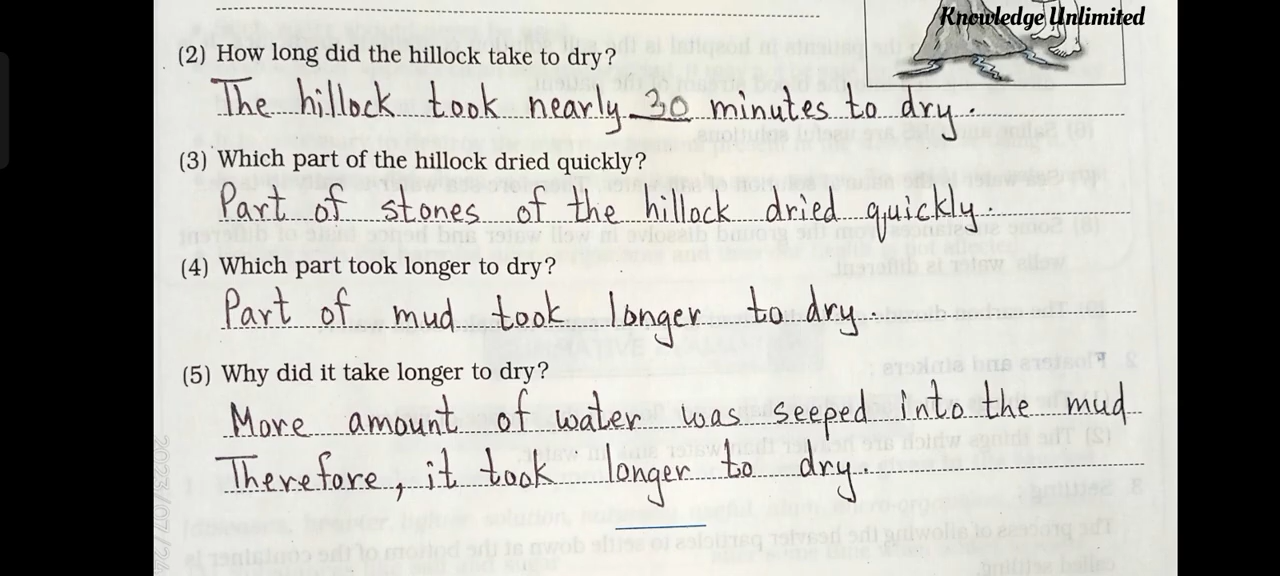 Knowledge Unlimited
(2) How long did the hillock take to dry?
The hillock took nearly 30 minutes to dry.
(3) Which part of the hillock dried quickly?
Part of stones of the hillock dried quickly.
(4) Which part took longer to dry?
Part of mud took longer to dry.
(5) Why did it take longer to dry?
More amount of water was seeped into the mud
Therefore, it took longer to dry.
2023/07/24